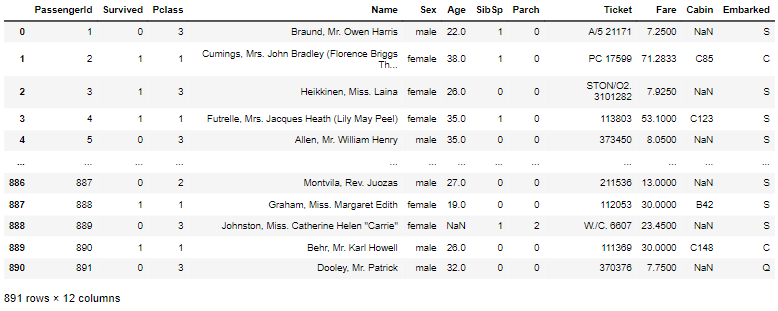 PassengerId Survived Pclass Name Sex Age SibSp Parch Ticket Fare Cabin Embarked
0 1 0 3 Braund, Mr. Owen Harris male 22.0 1 0 A/5 21171 7.2500 NaN S
1 2 1 1 Cumings, Mrs. John Bradley (Florence Briggs Th... female 38.0 1 0 PC 17599 71.2833 C85 C
2 3 1 3 Heikkinen, Miss. Laina female 26.0 0 0 STON/O2. 3101282 7.9250 NaN S
3 4 1 1 Futrelle, Mrs. Jacques Heath (Lily May Peel) female 35.0 1 0 113803 53.1000 C123 S
4 5 0 3 Allen, Mr. William Henry male 35.0 0 0 373450 8.0500 NaN S
... ... ... ... ... ... ... ... ... ... ... ... ...
886 887 0 2 Montvila, Rev. Juozas male 27.0 0 0 211536 13.0000 NaN S
887 888 1 1 Graham, Miss. Margaret Edith female 19.0 0 0 112053 30.0000 B42 S
888 889 0 3 Johnston, Miss. Catherine Helen "Carrie" female NaN 1 2 W./C. 6607 23.4500 NaN S
889 890 1 1 Behr, Mr. Karl Howell male 26.0 0 0 111369 30.0000 C148 C
890 891 0 3 Dooley, Mr. Patrick male 32.0 0 0 370376 7.7500 NaN Q
891 rows × 12 columns